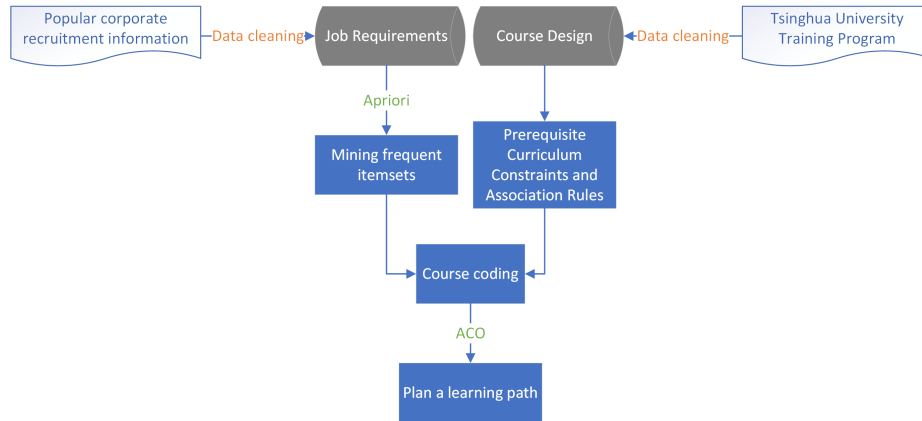 Popular corporate
recruitment information
Data cleaning
Job Requirements
Course Design
Data cleaning
Tsinghua University
Training Program
Apriori
Mining frequent
itemsets
Prerequisite
Curriculum
Constraints and
Association Rules
Course coding
ACO
Plan a learning path